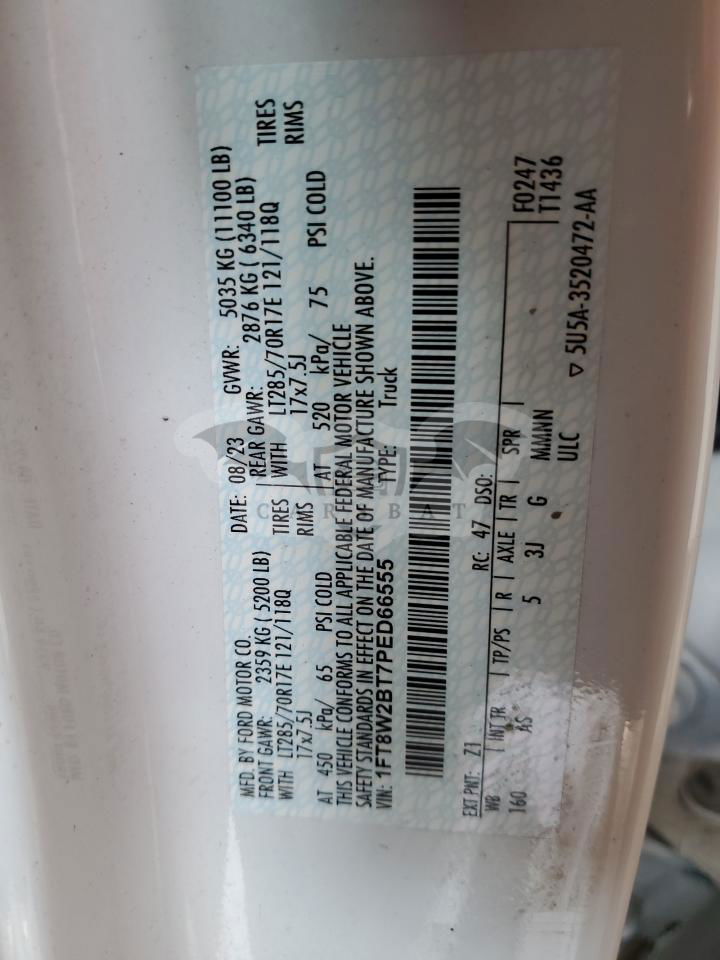 MFD. BY FORD MOTOR CO.
DATE: 08/23 GVWR: 5035 KG (11100 LB)
FRONT GAWR: 2359 KG ( 5200 LB) REAR GAWR: 2876 KG ( 6340 LB)
WITH LT285/70R17E 121/118Q TIRES WITH LT285/70R17E 121/118Q TIRES
17x7.5J RIMS 17x7.5J RIMS
AT 450 kPa/ 65 PSI COLD AT 520 kPa/ 75 PSI COLD
THIS VEHICLE CONFORMS TO ALL APPLICABLE FEDERAL MOTOR VEHICLE
SAFETY STANDARDS IN EFFECT ON THE DATE OF MANUFACTURE SHOWN ABOVE.
VIN: 1FT8W2BT7PED66555 TYPE: Truck
EXT PNT: Z1 RC: 47 DSO:
WB INT TR TP/PS R AXLE TR SPR F0247
160 AS 5 3J G MMNN T1436
ULC
▽ 5U5A-3520472-AA